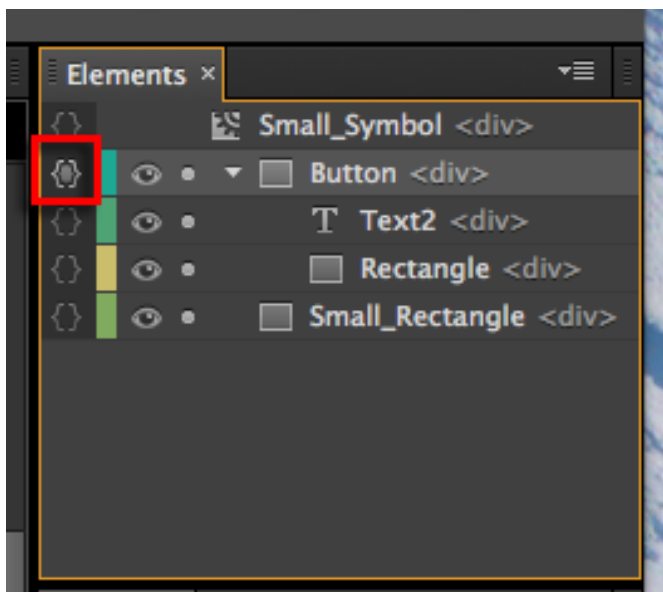 Elements ×
{} Small_Symbol <div>
{} Button <div>
{} T Text2 <div>
{} Rectangle <div>
{} Small_Rectangle <div>